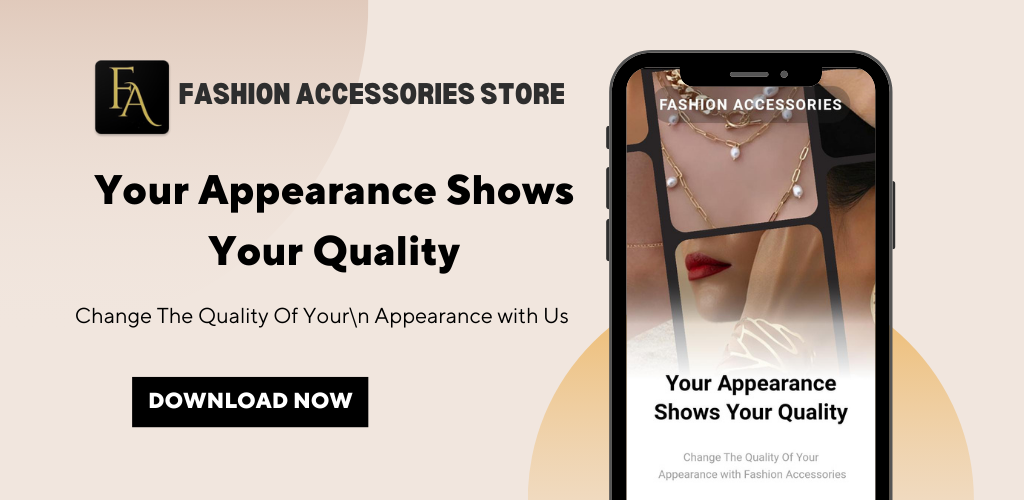 FA
FASHION ACCESSORIES STORE
Your Appearance Shows
Your Quality
Change The Quality Of Your\n Appearance with Us
DOWNLOAD NOW
FASHION ACCESSORIES
Your Appearance
Shows Your Quality
Change The Quality Of Your
Appearance with Fashion Accessories